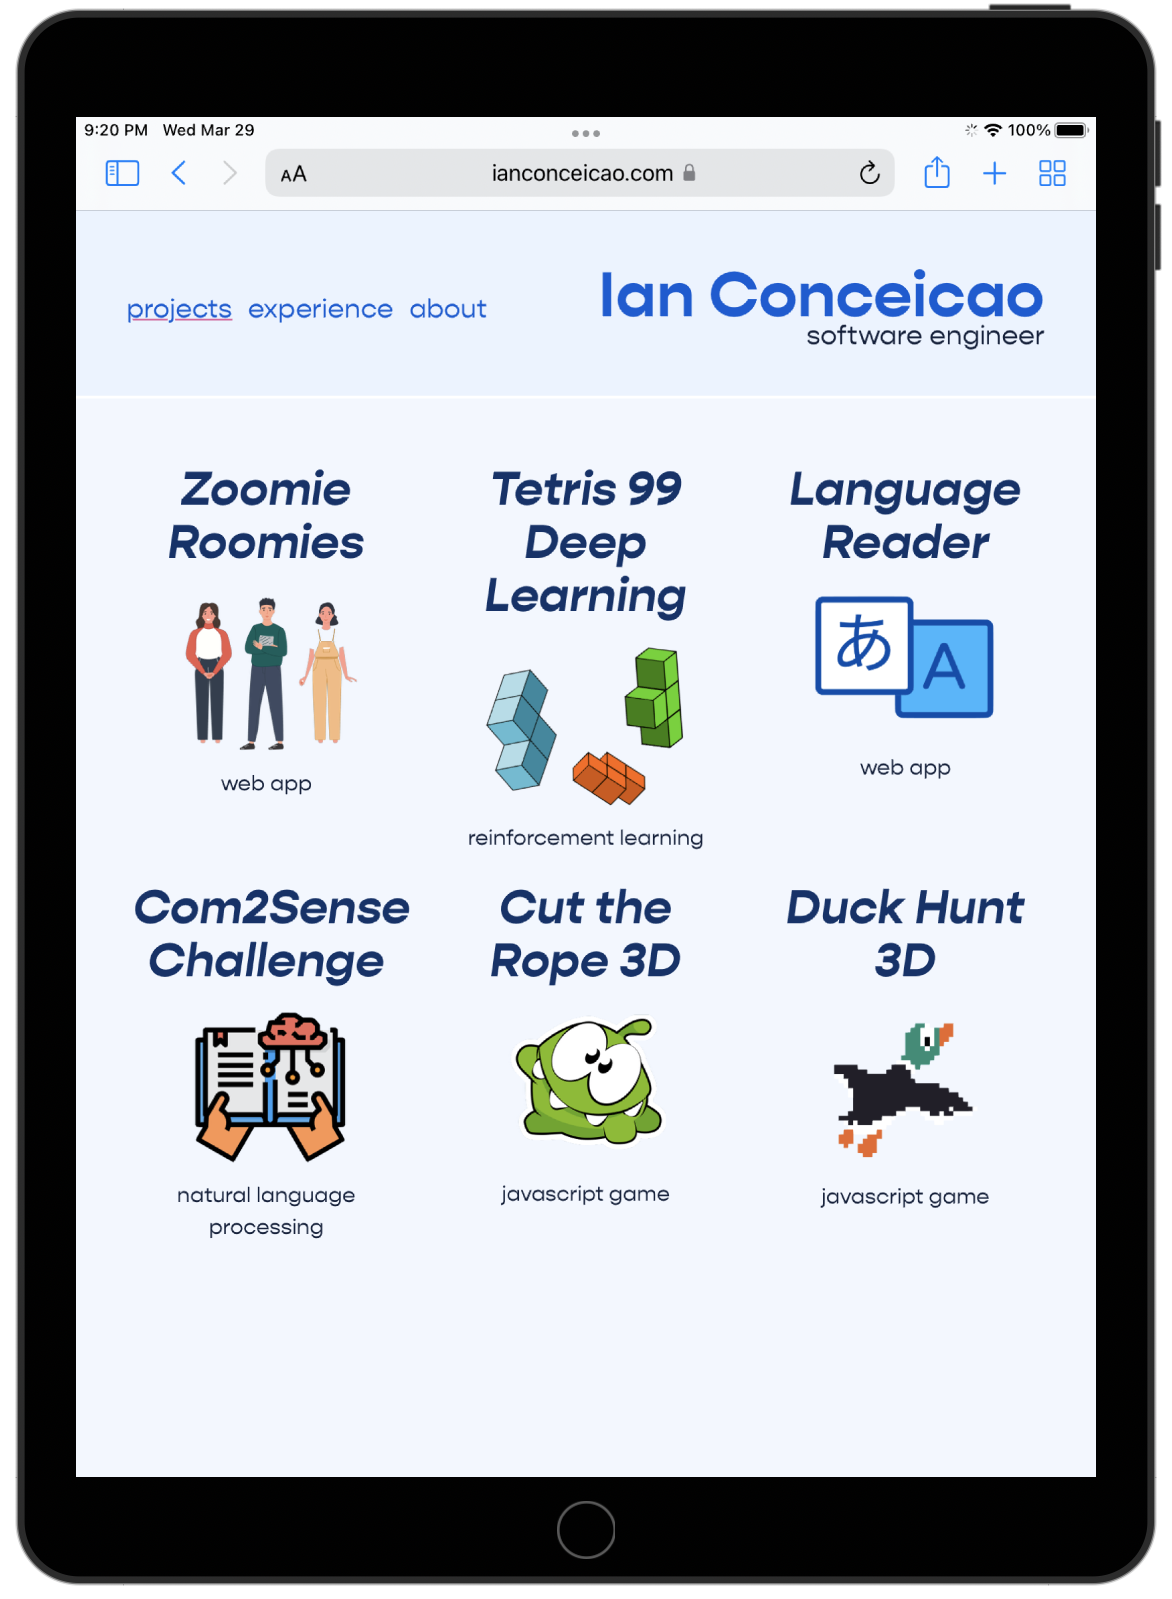 9:20 PM Wed Mar 29
100%
AA
ianconceicao.com
projects experience about
Ian Conceicao
software engineer
Zoomie
Roomies
web app
Tetris 99
Deep
Learning
reinforcement learning
Language
Reader
あ
A
web app
Com2Sense
Challenge
natural language
processing
Cut the
Rope 3D
javascript game
Duck Hunt
3D
javascript game